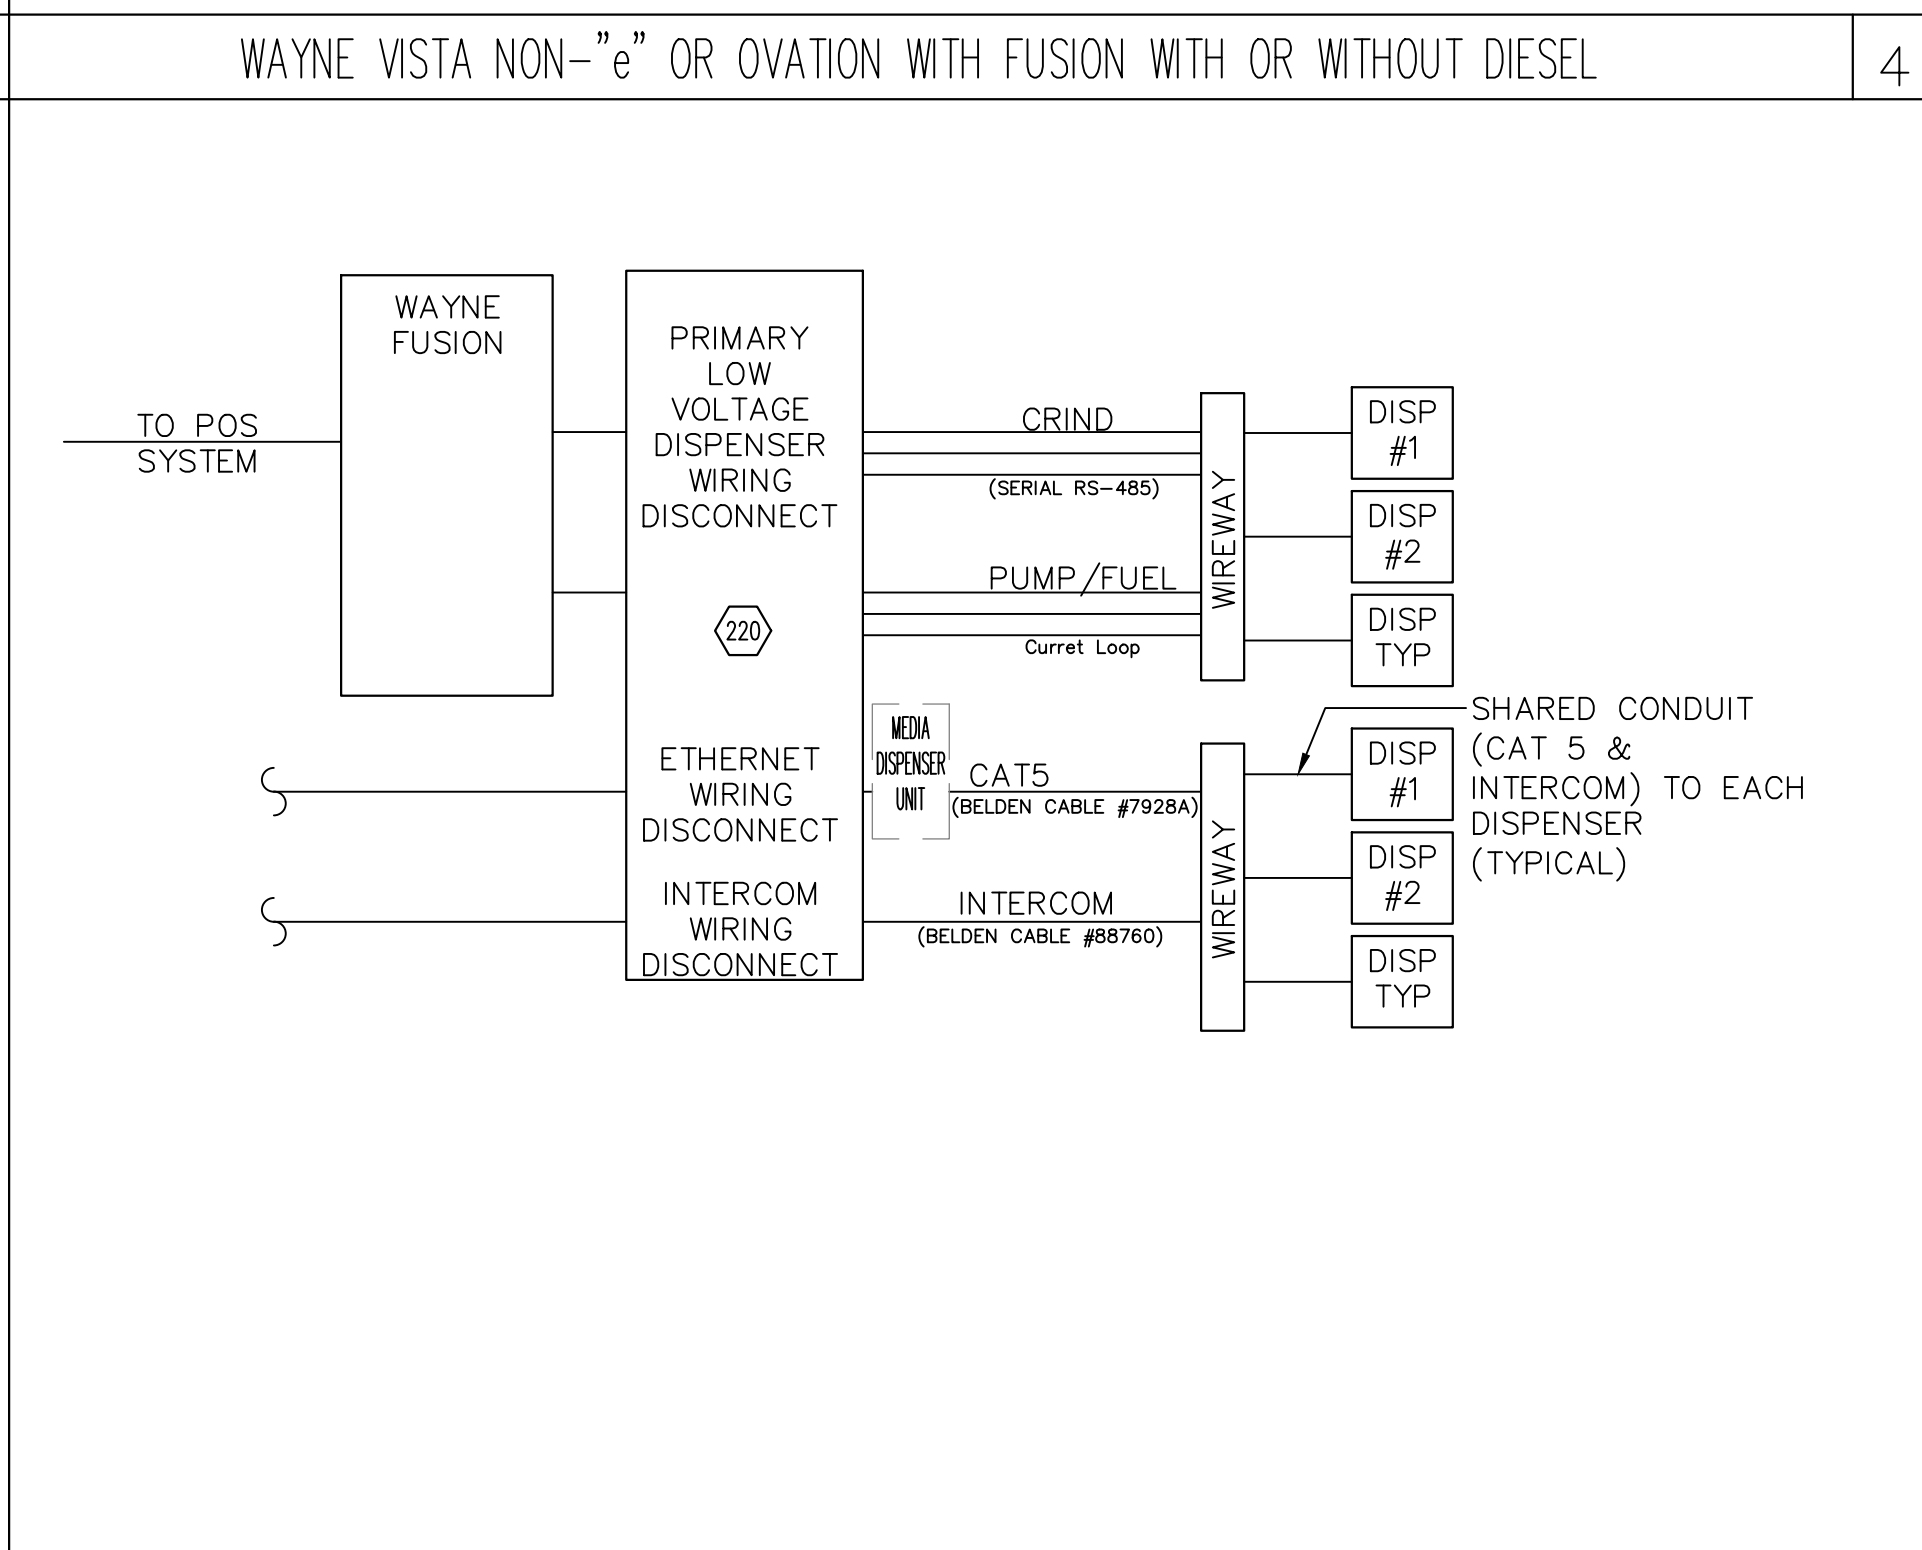 WAYNE VISTA NON-"e" OR OVATION WITH FUSION WITH OR WITHOUT DIESEL
4
WAYNE
FUSION
TO POS
SYSTEM
PRIMARY
LOW
VOLTAGE
DISPENSER
WIRING
DISCONNECT
220
ETHERNET
WIRING
DISCONNECT
INTERCOM
WIRING
DISCONNECT
CRIND
(SERIAL RS-485)
PUMP/FUEL
Curret Loop
MEDIA
DISPENSER
UNIT
CAT5
(BELDEN CABLE #7928A)
INTERCOM
(BELDEN CABLE #88760)
WIREWAY
DISP
#1
DISP
#2
DISP
TYP
WIREWAY
DISP
#1
DISP
#2
DISP
TYP
SHARED CONDUIT
(CAT 5 &
INTERCOM) TO EACH
DISPENSER
(TYPICAL)